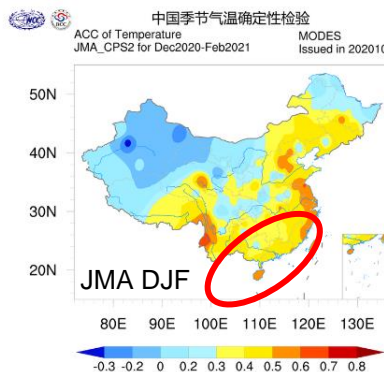 NCC
中国季节气温确定性检验
ACC of Temperature
MODES
JMA_CPS2 for Dec2020-Feb2021
Issued in 202010
50N
40N
30N
20N
JMA DJF
80E 90E 100E 110E 120E 130E
-0.3 -0.2 0 0.2 0.3 0.4 0.5 0.6 0.7 0.8